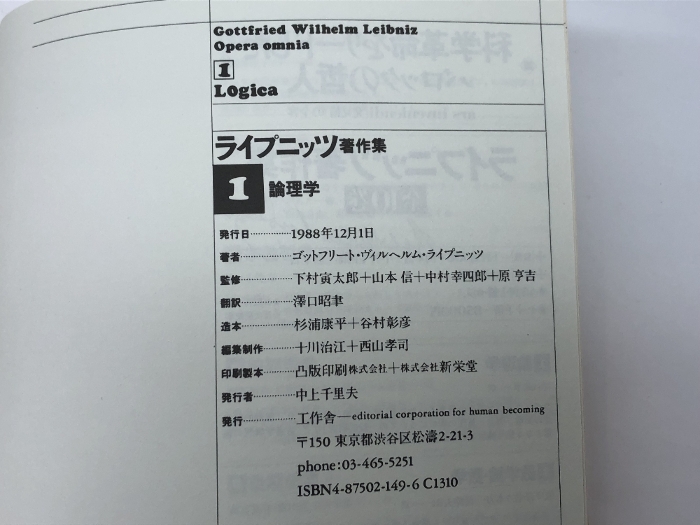 Gottfried Wilhelm Leibniz
Opera omnia
1
Logica
ライプニッツ著作集
1 論理学
発行日……………1988年12月1日
著者…………………ゴットフリート・ヴィルヘルム・ライプニッツ
監修…………………下村寅太郎＋山本 信＋中村幸四郎＋原 亨吉
翻訳…………………澤口昭聿
造本…………………杉浦康平＋谷村彰彦
編集制作…………十川治江＋西山孝司
印刷製本…………凸版印刷株式会社＋株式会社新栄堂
発行者……………中上千里夫
発行…………………工作舎—editorial corporation for human becoming
〒150 東京都渋谷区松濤2-21-3
phone:03-465-5251
ISBN4-87502-149-6 C1310